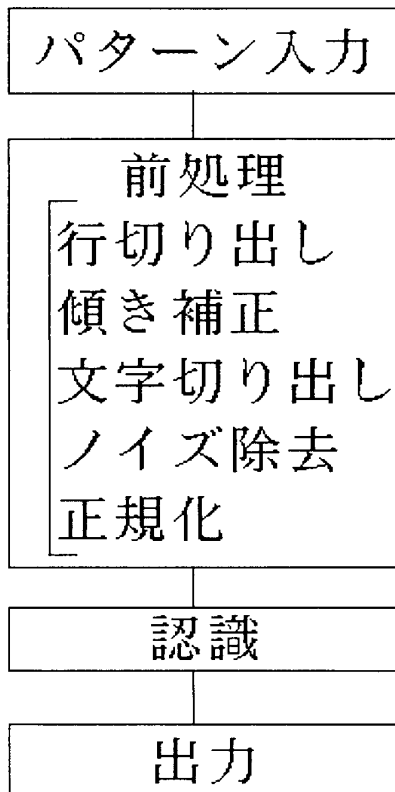 パターン入力
前処理
行切り出し
傾き補正
文字切り出し
ノイズ除去
正規化
認識
出力